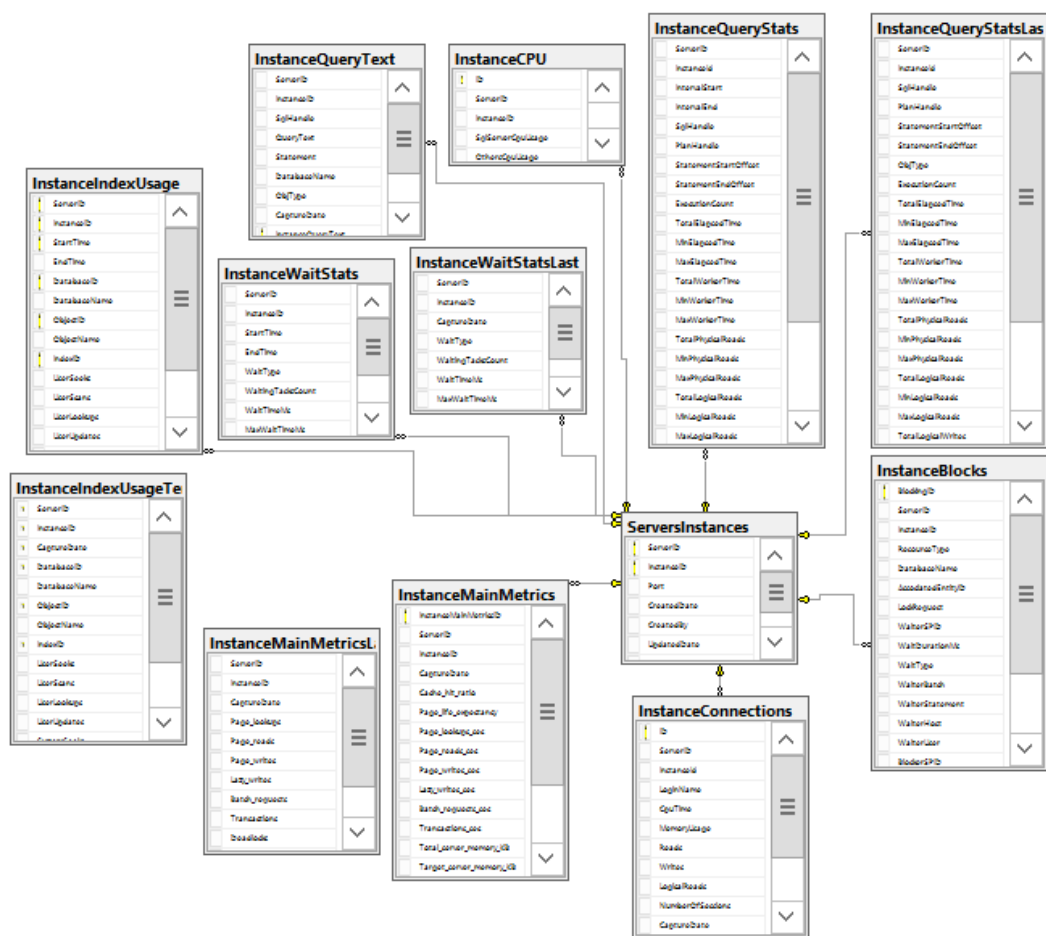 InstanceQueryText
ServerID
InstanceID
SqlHandle
QueryText
Statement
DatabaseName
ObjType
CaptureDate
InstanceQueryText
InstanceCPU
ID
ServerID
InstanceID
SqlServerCpuUsage
OthersCpuUsage
InstanceQueryStats
ServerID
InstanceId
IntervalStart
IntervalEnd
SqlHandle
PlanHandle
StatementStartOffset
StatementEndOffset
ExecutionCount
TotalElapsedTime
MinElapsedTime
MaxElapsedTime
TotalWorkerTime
MinWorkerTime
MaxWorkerTime
TotalPhysicalReads
MinPhysicalReads
MaxPhysicalReads
TotalLogicalReads
MinLogicalReads
MaxLogicalReads
InstanceQueryStatsLas
ServerID
InstanceId
SqlHandle
PlanHandle
StatementStartOffset
StatementEndOffset
ObjType
ExecutionCount
TotalElapsedTime
MinElapsedTime
MaxElapsedTime
TotalWorkerTime
MinWorkerTime
MaxWorkerTime
TotalPhysicalReads
MinPhysicalReads
MaxPhysicalReads
TotalLogicalReads
MinLogicalReads
MaxLogicalReads
TotalLogicalWrites
InstanceIndexUsage
ServerID
InstanceID
StartTime
EndTime
DatabaseID
DatabaseName
ObjectID
ObjectName
IndexID
UserSeeks
UserScans
UserLookups
UserUpdates
InstanceWaitStats
ServerID
InstanceID
StartTime
EndTime
WaitType
WaitingTasksCount
WaitTimeMs
MaxWaitTimeMs
InstanceWaitStatsLast
ServerID
InstanceID
CaptureDate
WaitType
WaitingTasksCount
WaitTimeMs
MaxWaitTimeMs
InstanceIndexUsageTe
ServerID
InstanceID
CaptureDate
DatabaseID
DatabaseName
ObjectID
ObjectName
IndexID
UserSeeks
UserScans
UserLookups
UserUpdates
SystemSeeks
ServersInstances
ServerID
InstanceID
Port
CreatedDate
CreatedBy
UpdatedDate
InstanceBlocks
BlockingID
ServerID
InstanceID
ResourceType
DatabaseName
AssociatedEntityID
LockRequest
WaiterSPID
WaitDurationMs
WaitType
WaiterBatch
WaiterStatement
WaiterHost
WaiterUser
BlockerSPID
InstanceMainMetricsL
ServerID
InstanceID
CaptureDate
Page_lookups
Page_reads
Page_writes
Lazy_writes
Batch_requests
Transactions
Deadlocks
InstanceMainMetrics
InstanceMainMetricsID
ServerID
InstanceID
CaptureDate
Cache_hit_ratio
Page_life_expectancy
Page_lookups_sec
Page_reads_sec
Page_writes_sec
Lazy_writes_sec
Batch_requests_sec
Transactions_sec
Total_server_memory_KB
Target_server_memory_KB
InstanceConnections
ID
ServerID
InstanceId
LoginName
CpuTime
MemoryUsage
Reads
Writes
LogicalReads
NumberOfSessions
CaptureDate